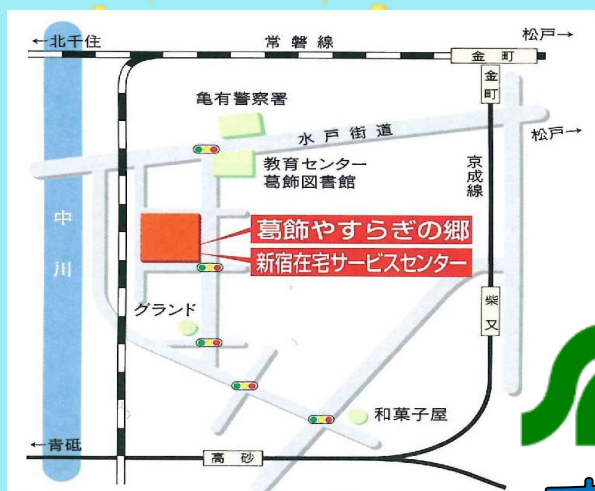 ←北千住
常磐線
松戸→
金町
金町
亀有警察署
水戸街道
松戸→
教育センター
葛飾図書館
京成線
中川
葛飾やすらぎの郷
新宿在宅サービスセンター
グランド
柴又
和菓子屋
←青砥
高砂